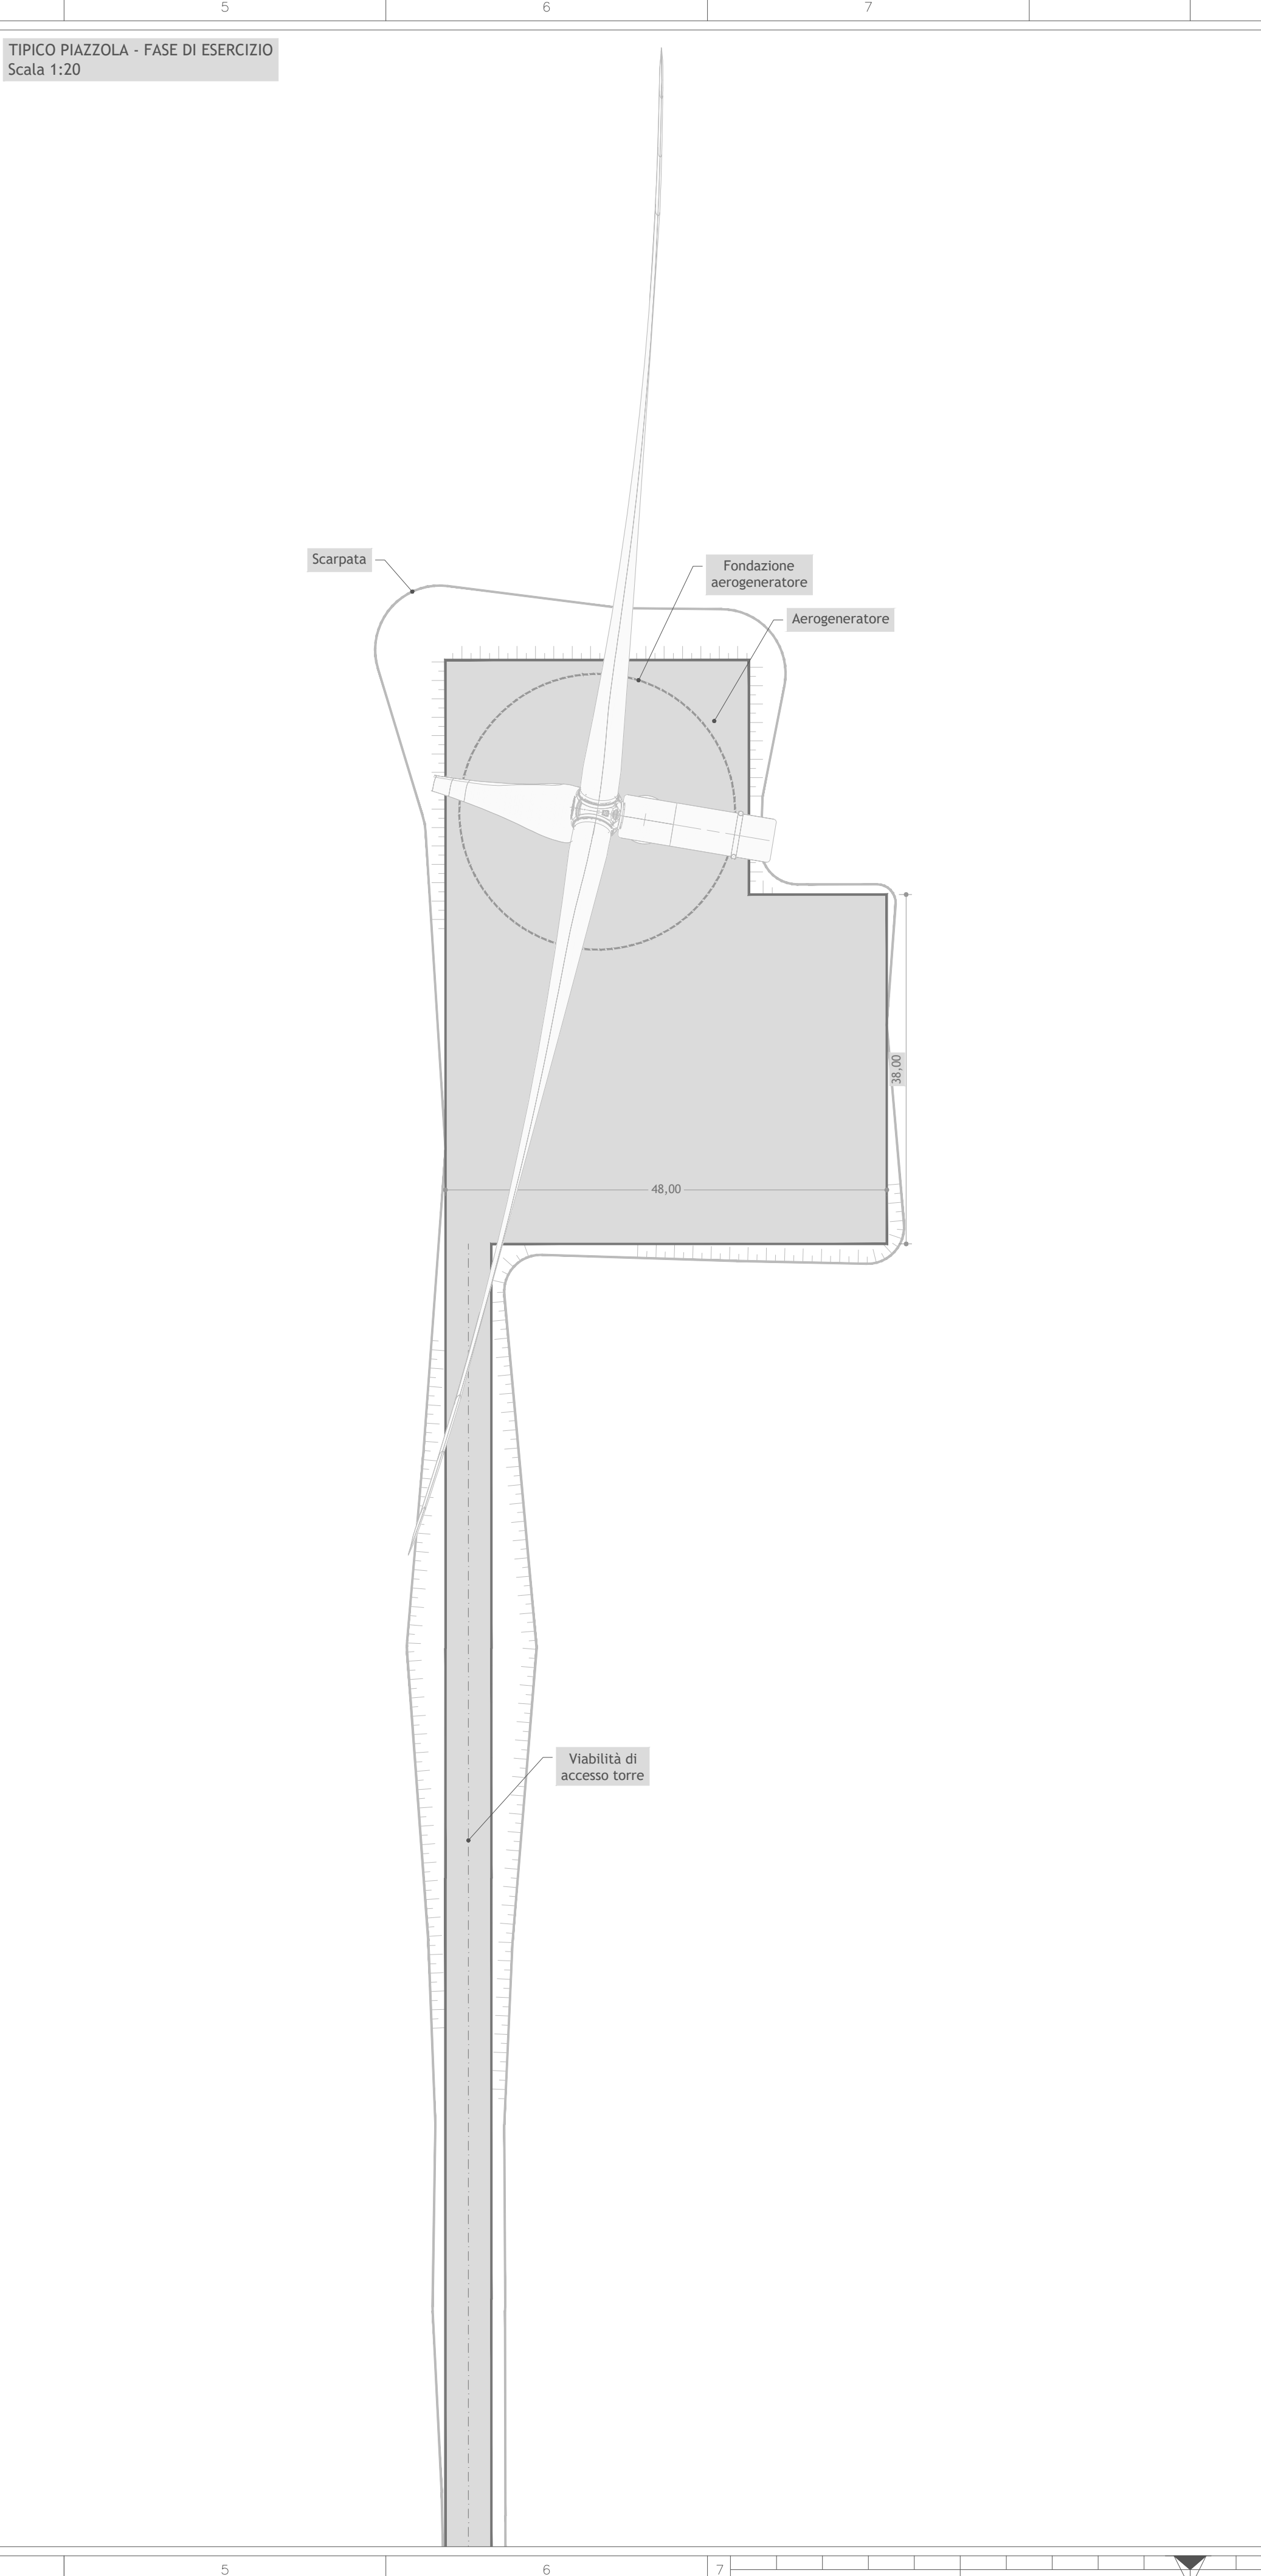 5 6 7
TIPICO PIAZZOLA - FASE DI ESERCIZIO
Scala 1:20
Scarpata
Fondazione
aerogeneratore
Aerogeneratore
38,00
48,00
Viabilità di
accesso torre
5 6 7